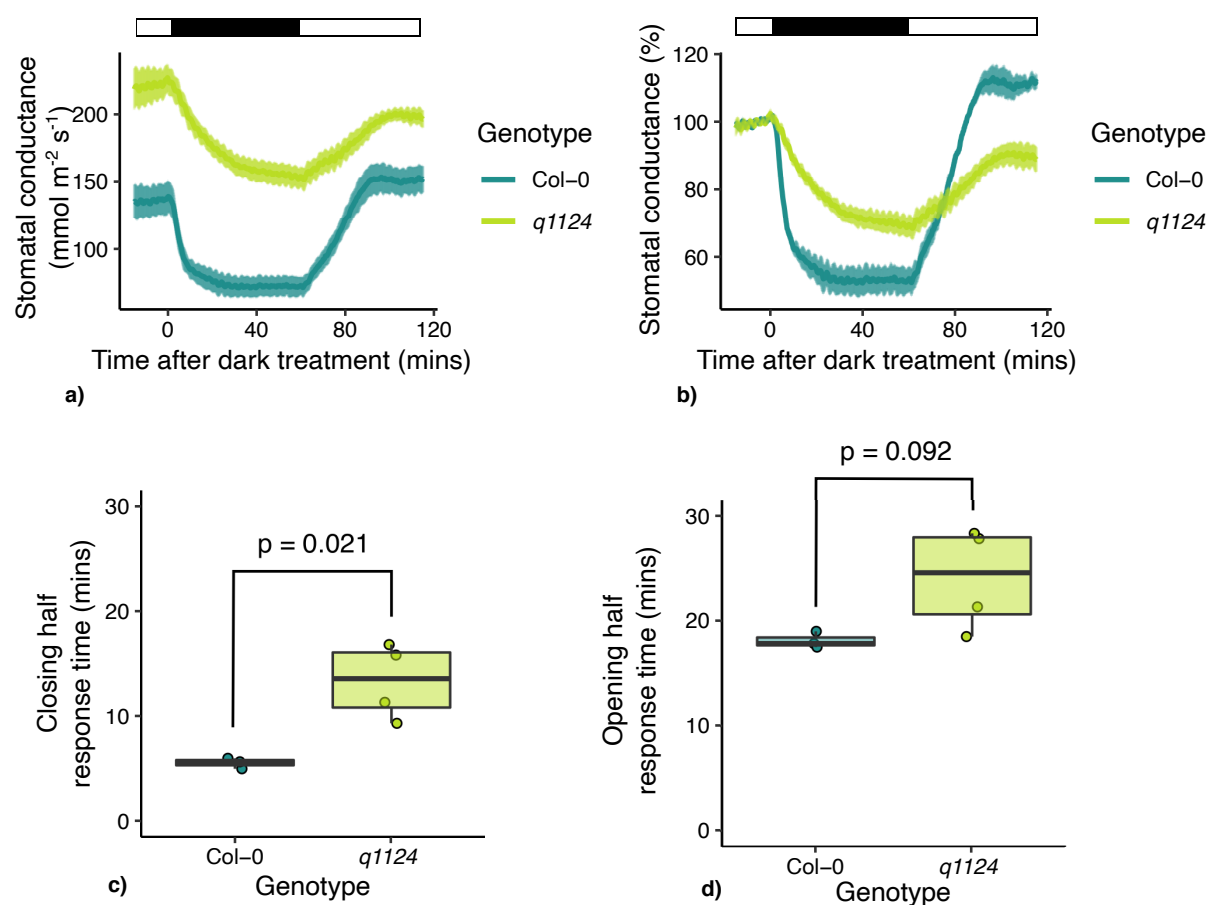 Stomatal conductance
(mmol m-2 s-1)
200
150
100
0
40
80
120
Time after dark treatment (mins)
Genotype
Col−0
q1124
a)
Stomatal conductance (%)
120
100
80
60
0
40
80
120
Time after dark treatment (mins)
Genotype
Col−0
q1124
b)
Closing half
response time (mins)
30
20
10
0
p = 0.021
Col−0
q1124
Genotype
c)
Opening half
response time (mins)
30
20
10
0
p = 0.092
Col−0
q1124
Genotype
d)